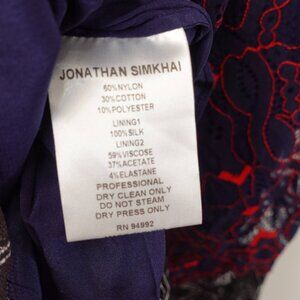 JONATHAN SIMKHAI
60%NYLON
30%COTTON
10%POLYESTER
LINING1
100%SILK
LINING2
59%VISCOSE
37%ACETATE
4%ELASTANE
PROFESSIONAL
DRY CLEAN ONLY
DO NOT STEAM
DRY PRESS ONLY
RN 94992